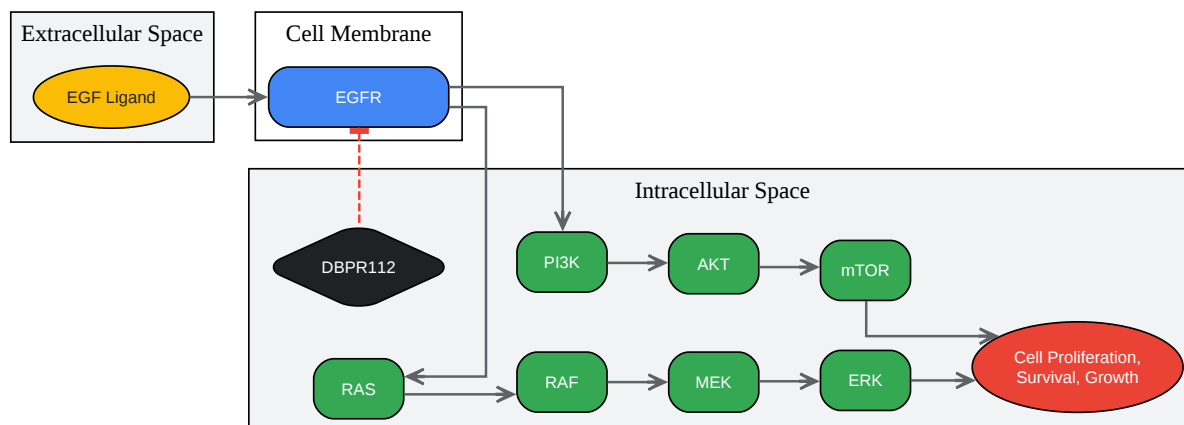 Extracellular Space
Cell Membrane
EGF Ligand
EGFR
Intracellular Space
DBPR112
PI3K
AKT
mTOR
RAS
RAF
MEK
ERK
Cell Proliferation,
Survival, Growth